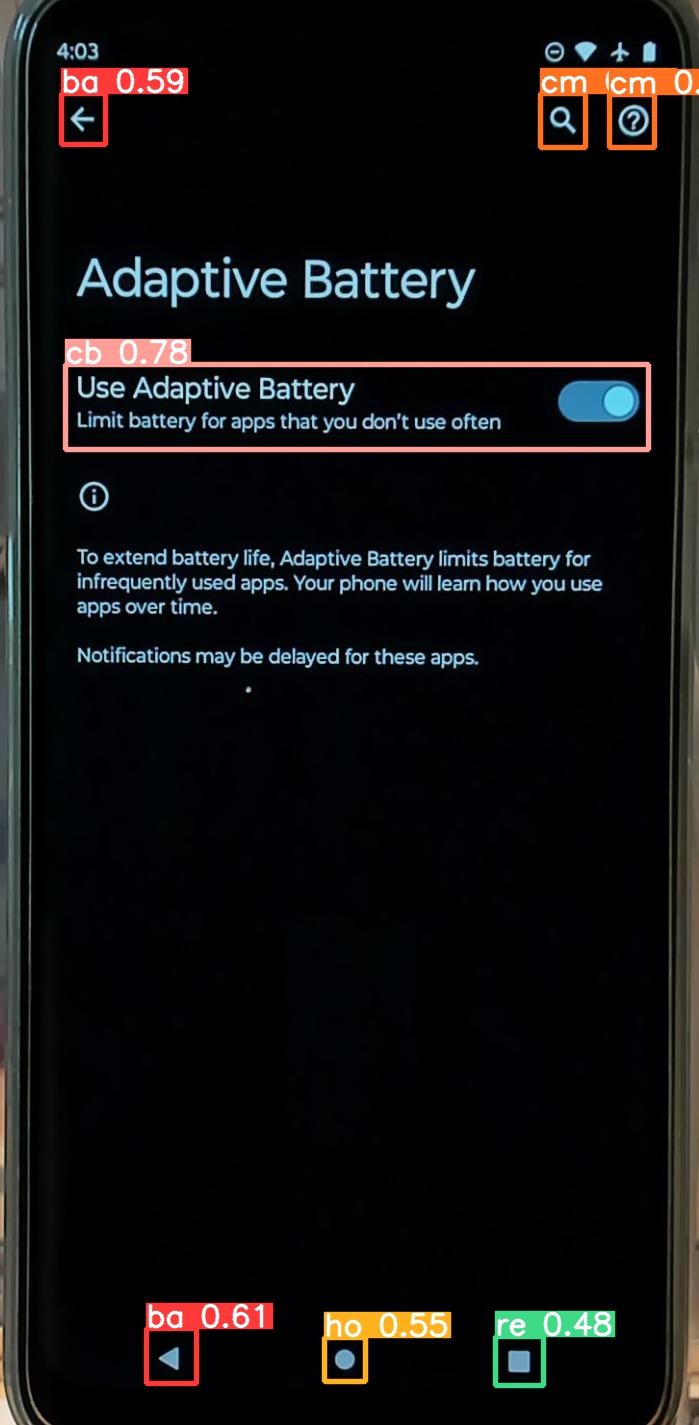 4:03
ba 0.59
cm
cm 0.
Adaptive Battery
cb 0.78
Use Adaptive Battery
Limit battery for apps that you don't use often
To extend battery life, Adaptive Battery limits battery for
infrequently used apps. Your phone will learn how you use
apps over time.
Notifications may be delayed for these apps.
ba 0.61
ho 0.55
re 0.48